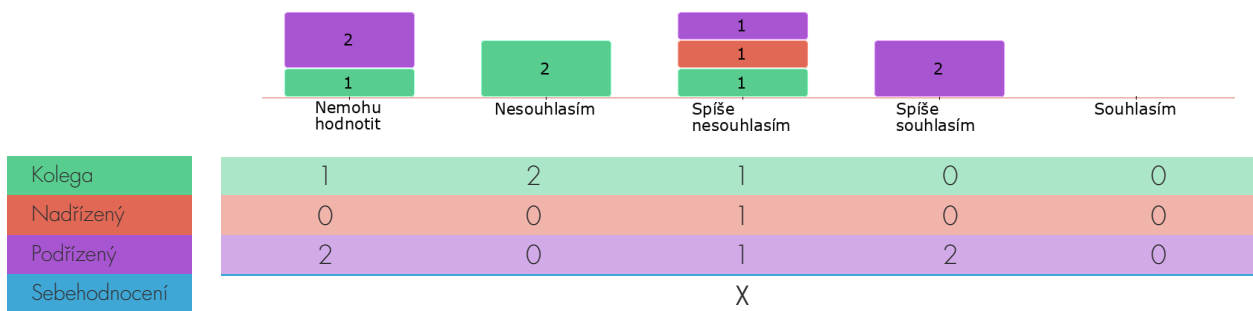 2
1
2
1
1
1
2
Nemohu
hodnotit
Nesouhlasím
Spíše
nesouhlasím
Spíše
souhlasím
Souhlasím
Kolega 1 2 1 0 0
Nadřízený 0 0 1 0 0
Podřízený 2 0 1 2 0
Sebehodnocení X